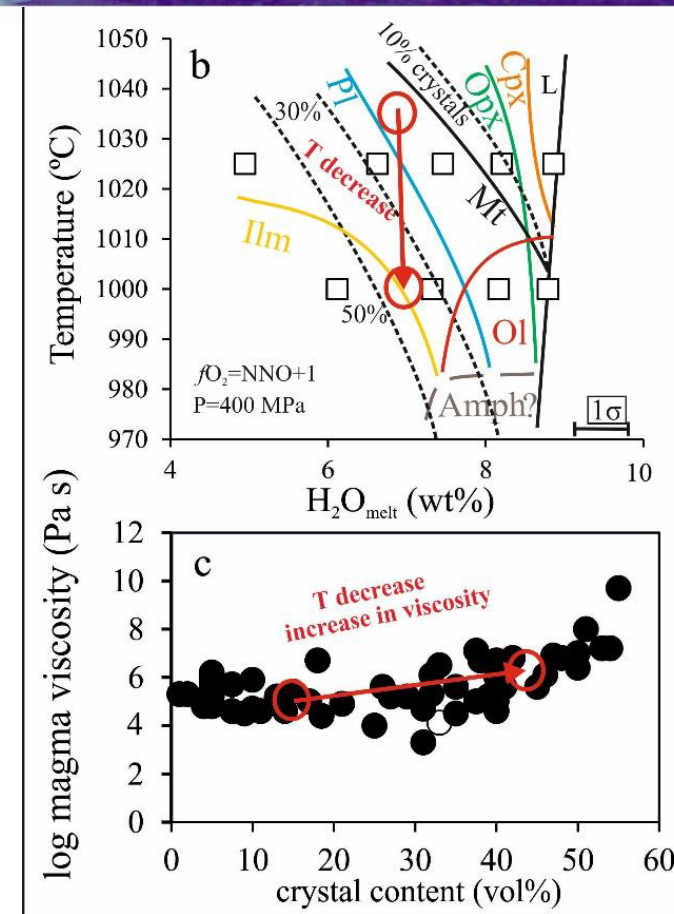 b
1050
1040
1030
1020
1010
1000
990
980
970
Temperature (ºC)
10% crystals
30%
50%
Pl
Opx
Cpx
L
T decrease
Mt
Ilm
Ol
Amph?
fO₂=NNO+1
P=400 MPa
1σ
4 6 8 10
H₂Omelt (wt%)
c
12
10
8
6
4
2
0
log magma viscosity (Pa s)
T decrease
increase in viscosity
0 10 20 30 40 50 60
crystal content (vol%)